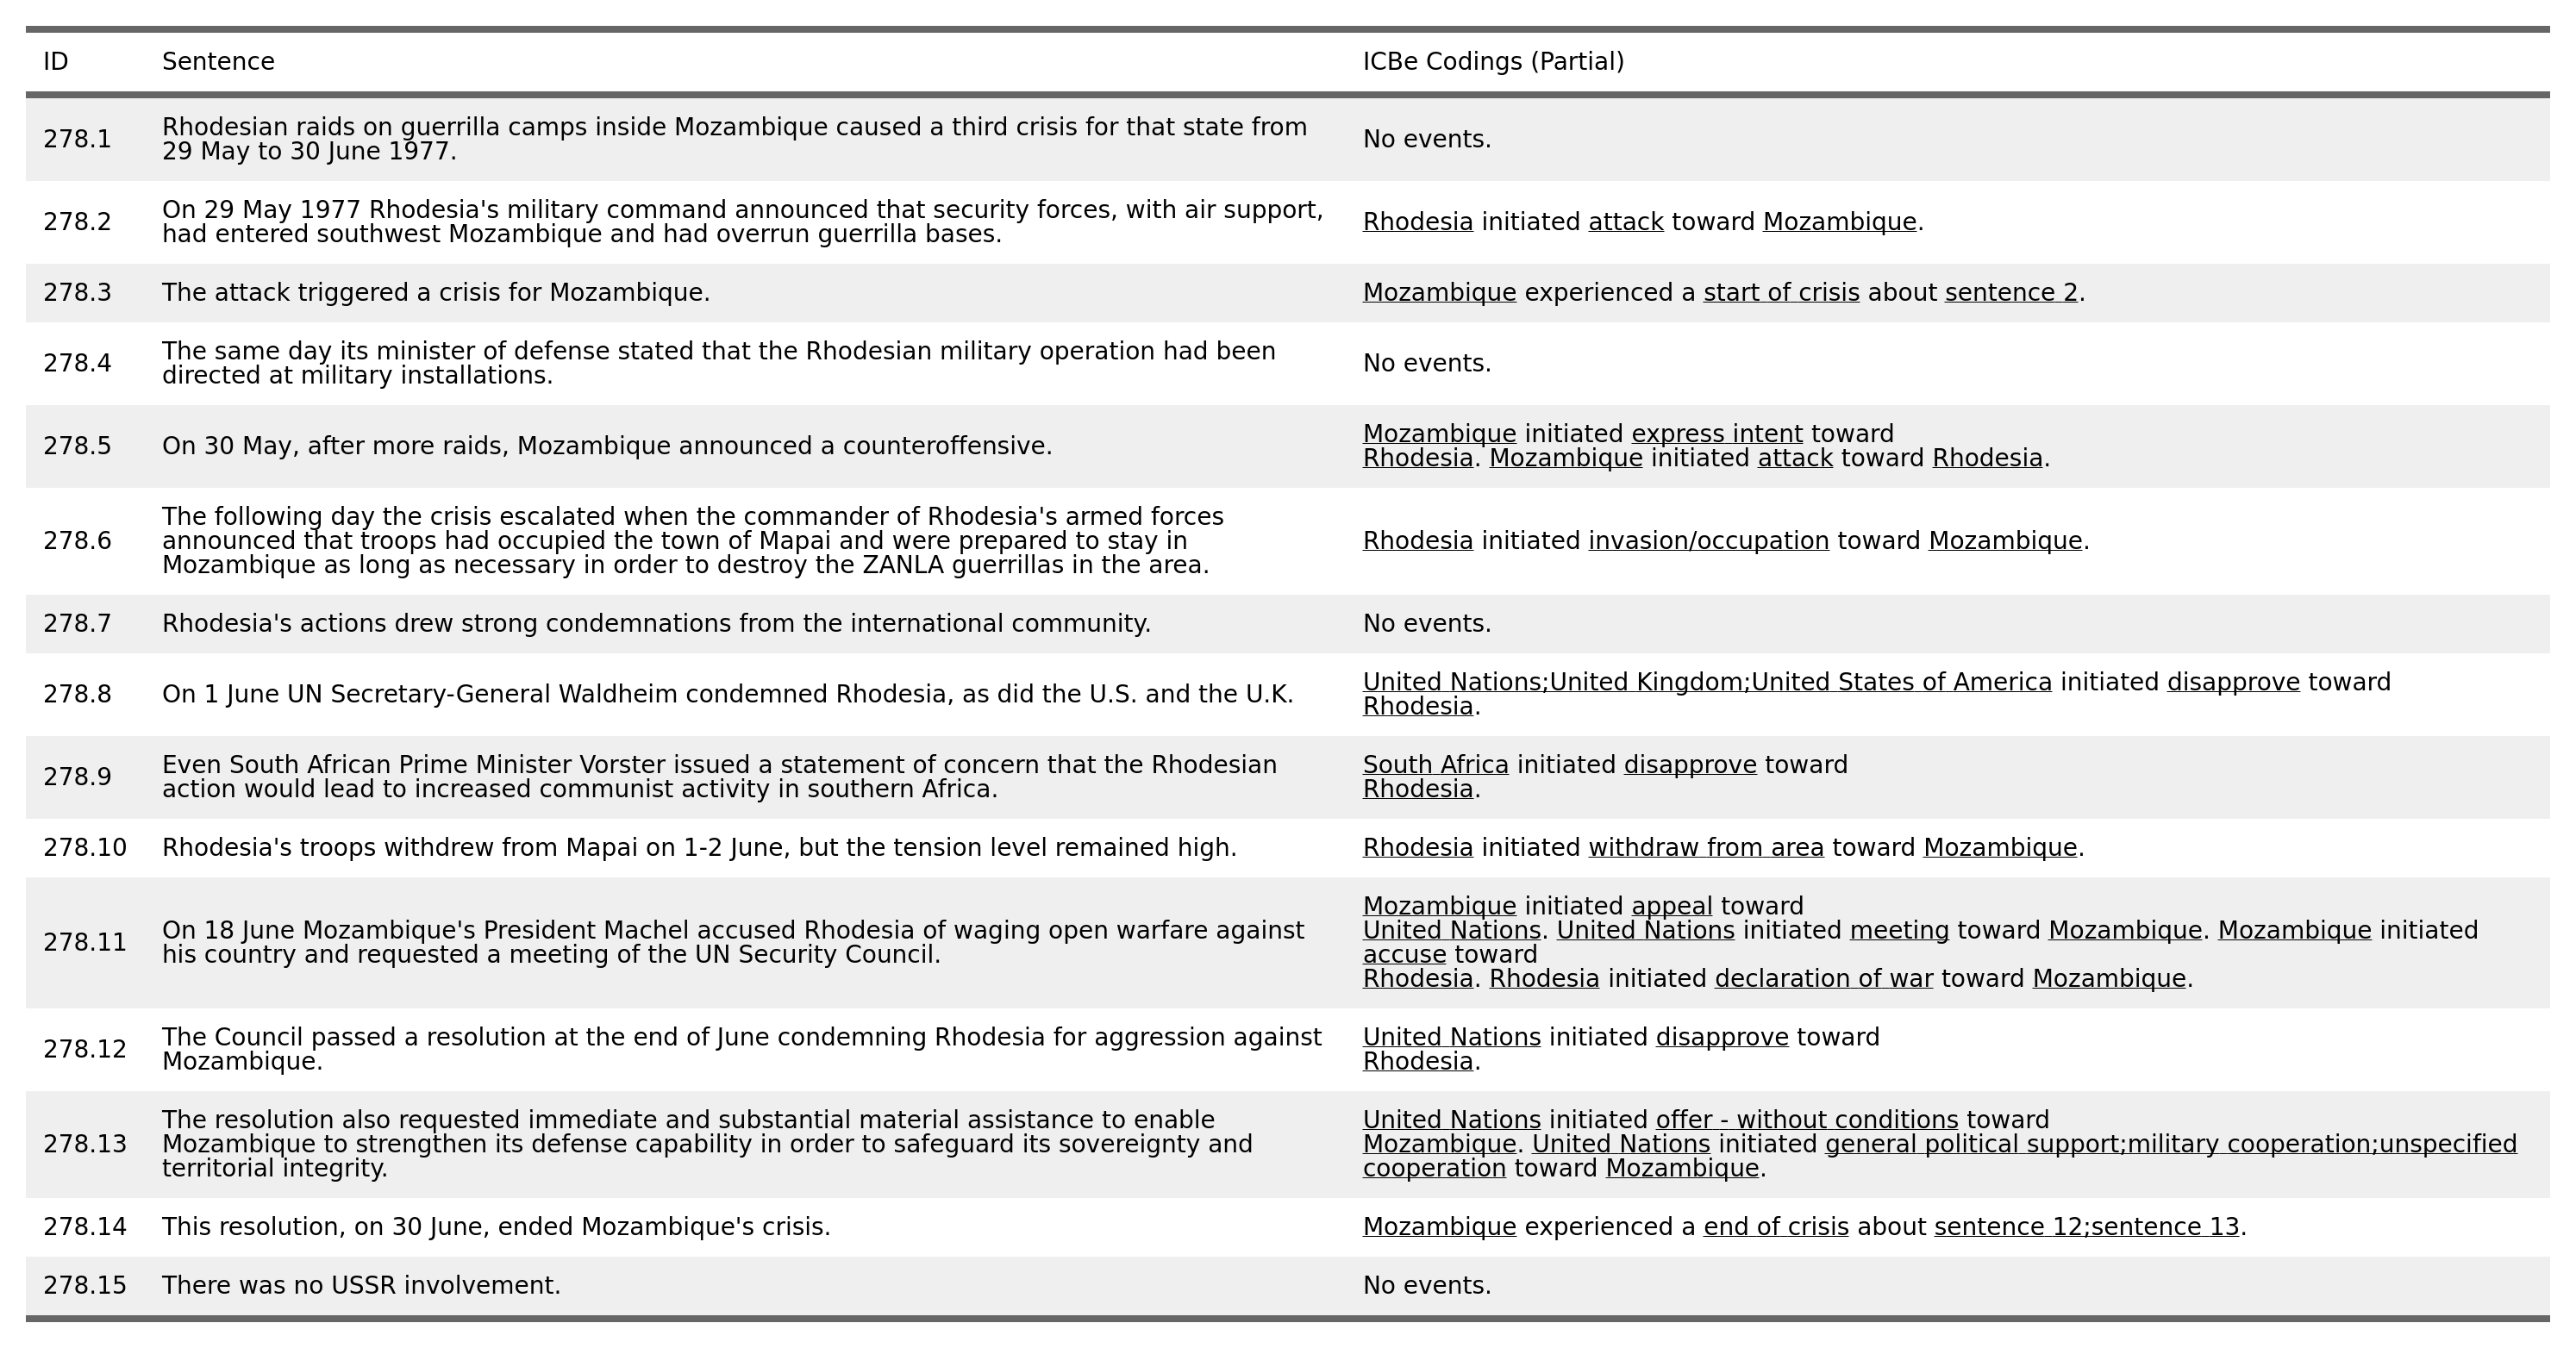 ID Sentence ICBe Codings (Partial)
278.1 Rhodesian raids on guerrilla camps inside Mozambique caused a third crisis for that state from
29 May to 30 June 1977. No events.
278.2 On 29 May 1977 Rhodesia's military command announced that security forces, with air support,
had entered southwest Mozambique and had overrun guerrilla bases. Rhodesia initiated attack toward Mozambique.
278.3 The attack triggered a crisis for Mozambique. Mozambique experienced a start of crisis about sentence 2.
278.4 The same day its minister of defense stated that the Rhodesian military operation had been
directed at military installations. No events.
278.5 On 30 May, after more raids, Mozambique announced a counteroffensive. Mozambique initiated express intent toward
Rhodesia. Mozambique initiated attack toward Rhodesia.
278.6 The following day the crisis escalated when the commander of Rhodesia's armed forces
announced that troops had occupied the town of Mapai and were prepared to stay in
Mozambique as long as necessary in order to destroy the ZANLA guerrillas in the area. Rhodesia initiated invasion/occupation toward Mozambique.
278.7 Rhodesia's actions drew strong condemnations from the international community. No events.
278.8 On 1 June UN Secretary-General Waldheim condemned Rhodesia, as did the U.S. and the U.K. United Nations;United Kingdom;United States of America initiated disapprove toward
Rhodesia.
278.9 Even South African Prime Minister Vorster issued a statement of concern that the Rhodesian
action would lead to increased communist activity in southern Africa. South Africa initiated disapprove toward
Rhodesia.
278.10 Rhodesia's troops withdrew from Mapai on 1-2 June, but the tension level remained high. Rhodesia initiated withdraw from area toward Mozambique.
278.11 On 18 June Mozambique's President Machel accused Rhodesia of waging open warfare against
his country and requested a meeting of the UN Security Council. Mozambique initiated appeal toward
United Nations. United Nations initiated meeting toward Mozambique. Mozambique initiated
accuse toward
Rhodesia. Rhodesia initiated declaration of war toward Mozambique.
278.12 The Council passed a resolution at the end of June condemning Rhodesia for aggression against
Mozambique. United Nations initiated disapprove toward
Rhodesia.
278.13 The resolution also requested immediate and substantial material assistance to enable
Mozambique to strengthen its defense capability in order to safeguard its sovereignty and
territorial integrity. United Nations initiated offer - without conditions toward
Mozambique. United Nations initiated general political support;military cooperation;unspecified
cooperation toward Mozambique.
278.14 This resolution, on 30 June, ended Mozambique's crisis. Mozambique experienced a end of crisis about sentence 12;sentence 13.
278.15 There was no USSR involvement. No events.